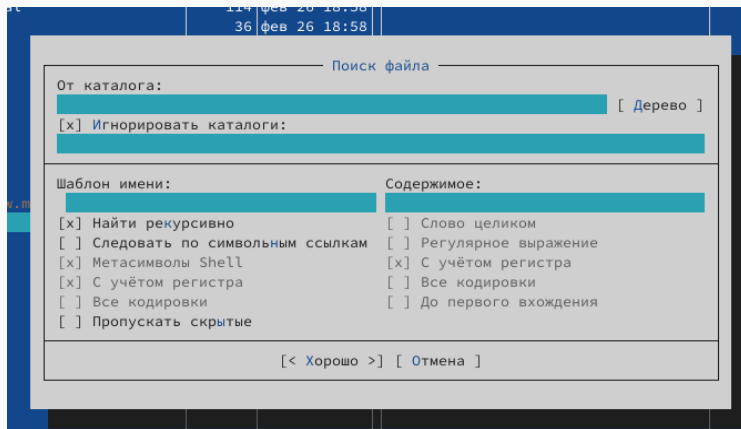 114 фев 26 18:58
36 фев 26 18:58
Поиск файла
От каталога:
[ Дерево ]
[x] Игнорировать каталоги:
Шаблон имени:
Содержимое:
[x] Найти рекурсивно
[ ] Следовать по символьным ссылкам
[x] Метасимволы Shell
[x] С учётом регистра
[ ] Все кодировки
[ ] Пропускать скрытые
[ ] Слово целиком
[ ] Регулярное выражение
[x] С учётом регистра
[ ] Все кодировки
[ ] До первого вхождения
[< Хорошо >] [ Отмена ]